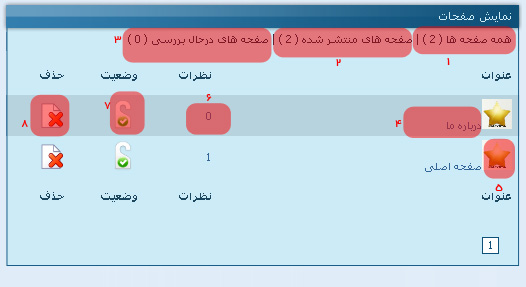 نمایش صفحات
همه صفحه ها ( 2 ) | صفحه های منتشر شده ( 2 ) | صفحه های درحال بررسی ( 0 )
۱ ۲ ۳
عنوان نظرات وضعیت حذف
درباره ما 0
۴ ۶ ۷ ۸
صفحه اصلی 1
۵
عنوان نظرات وضعیت حذف
1